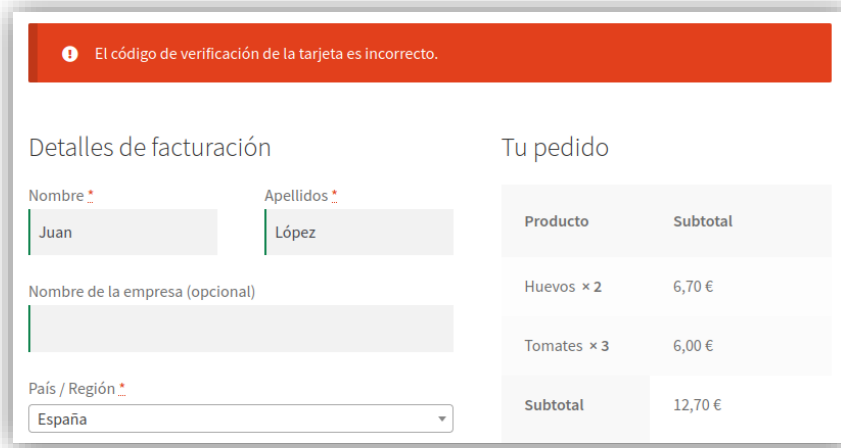 El código de verificación de la tarjeta es incorrecto.
Detalles de facturación
Nombre *
Apellidos *
Juan
López
Nombre de la empresa (opcional)
País / Región *
España
Tu pedido
Producto Subtotal
Huevos × 2 6,70 €
Tomates × 3 6,00 €
Subtotal 12,70 €